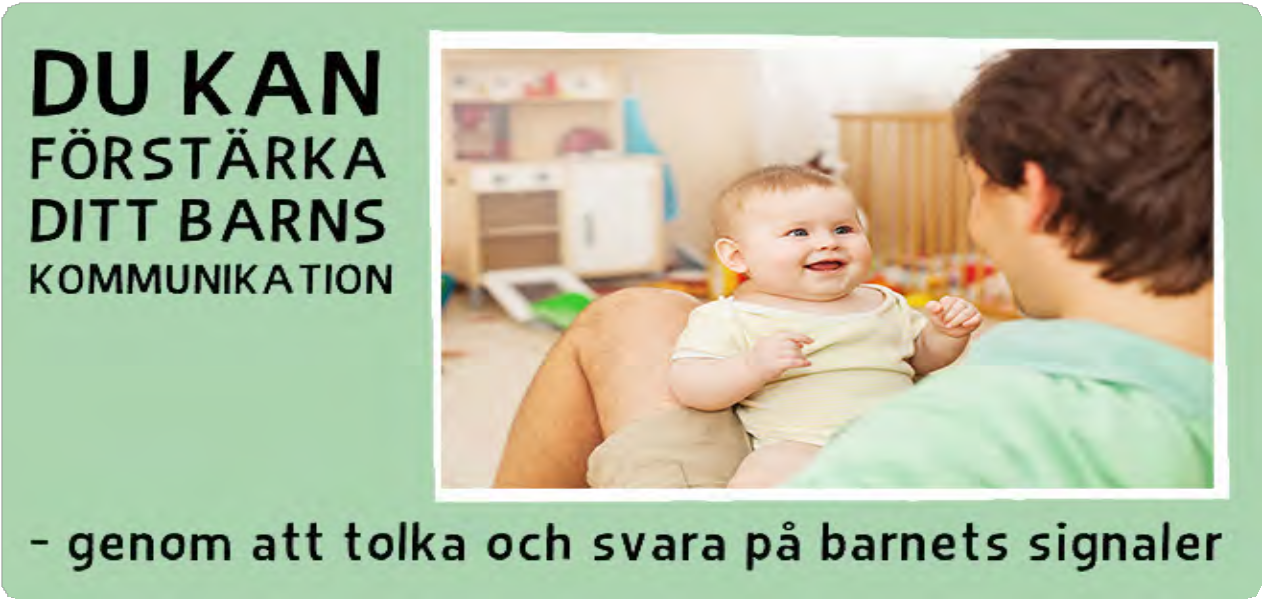 DU KAN
FÖRSTÄRKA
DITT BARNS
KOMMUNIKATION
- genom att tolka och svara på barnets signaler